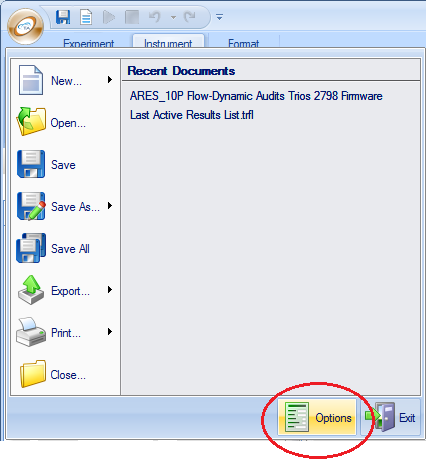 TA
Experiment
Instrument
Format
New...
Open...
Save
Save As...
Save All
Export...
Print...
Close...
Recent Documents
ARES_10P Flow-Dynamic Audits Trios 2798 Firmware
Last Active Results List.trfl
Options
Exit